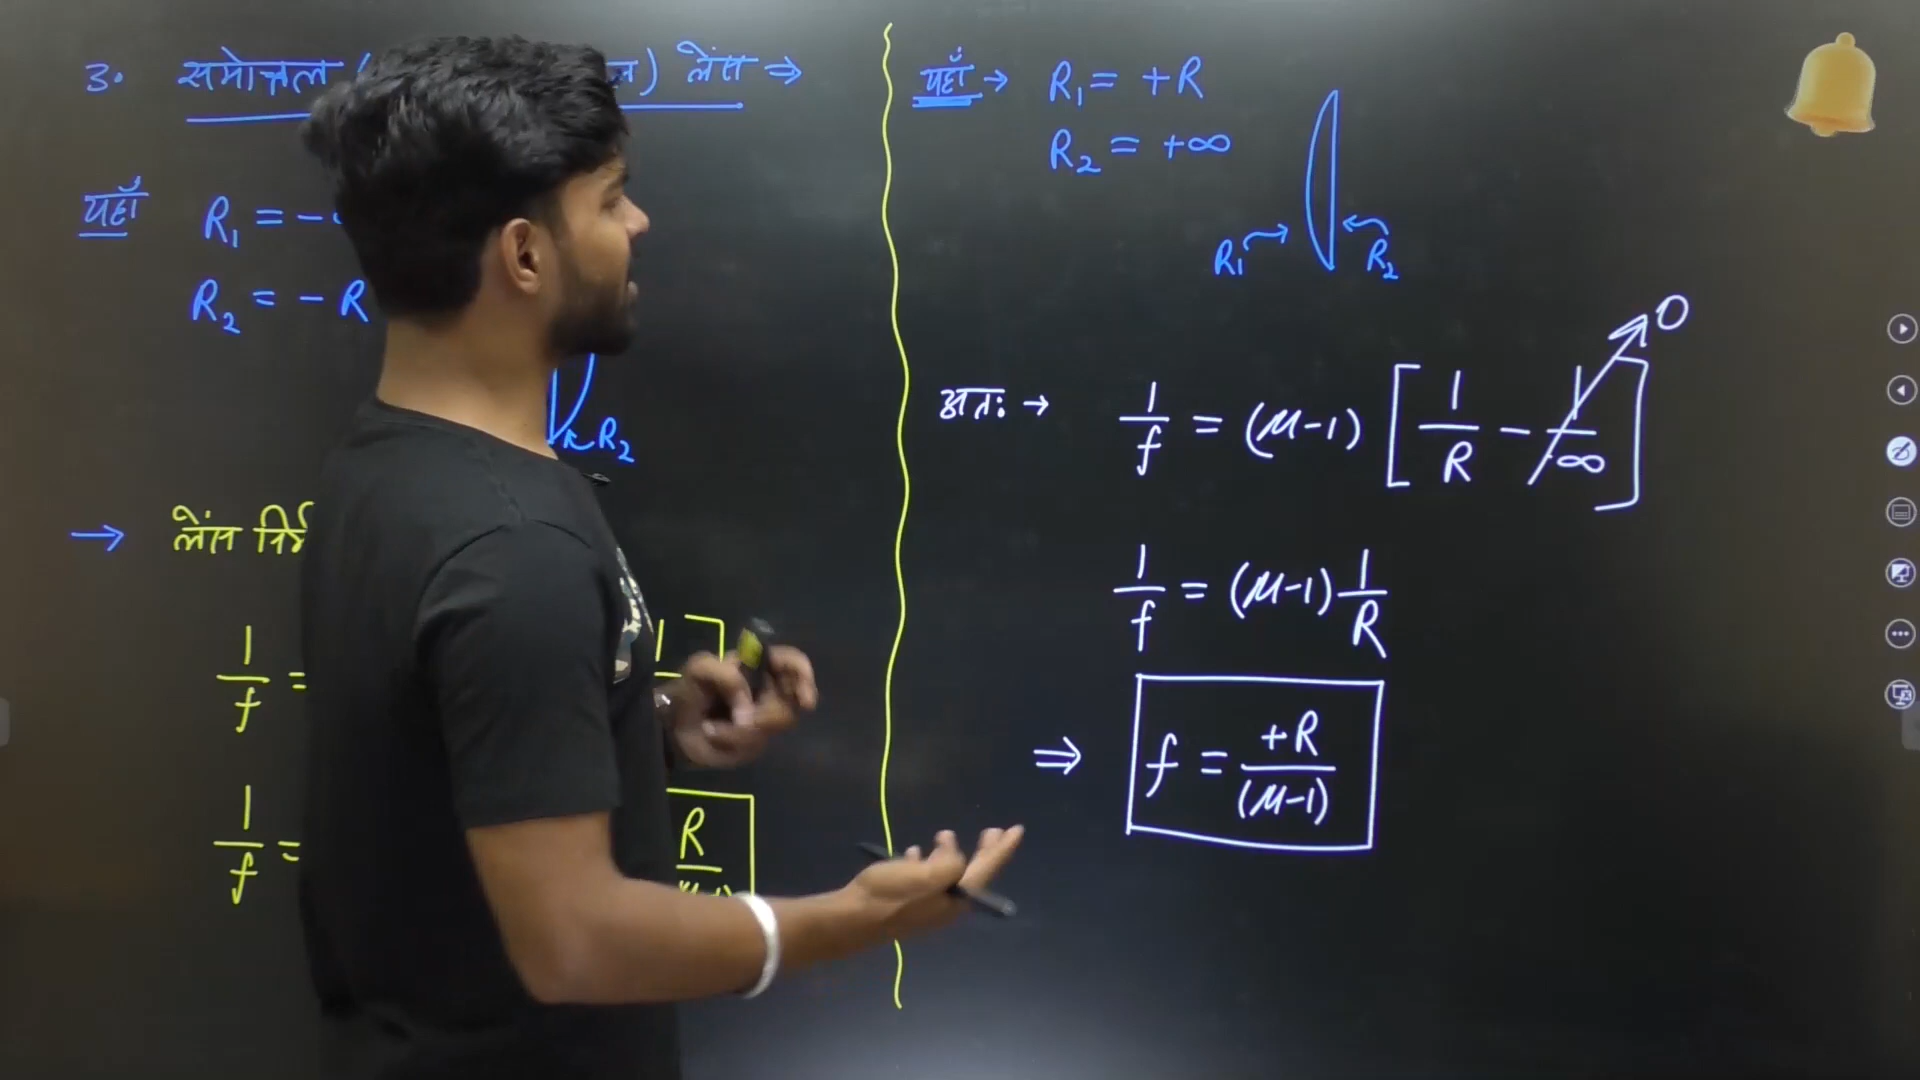 3. समोत्तल ( ल) लेंस ⇒
यहाँ R₁ = -
R₂ = - R
R₂
→ लेंस
1/f =
1
1/f =
R
यहाँ → R₁ = +R
R₂ = +∞
R₁ R₂
अतः → 1/f = (μ-1) [1/R - 1/∞] 0
1/f = (μ-1) 1/R
⇒ f = +R/(μ-1)